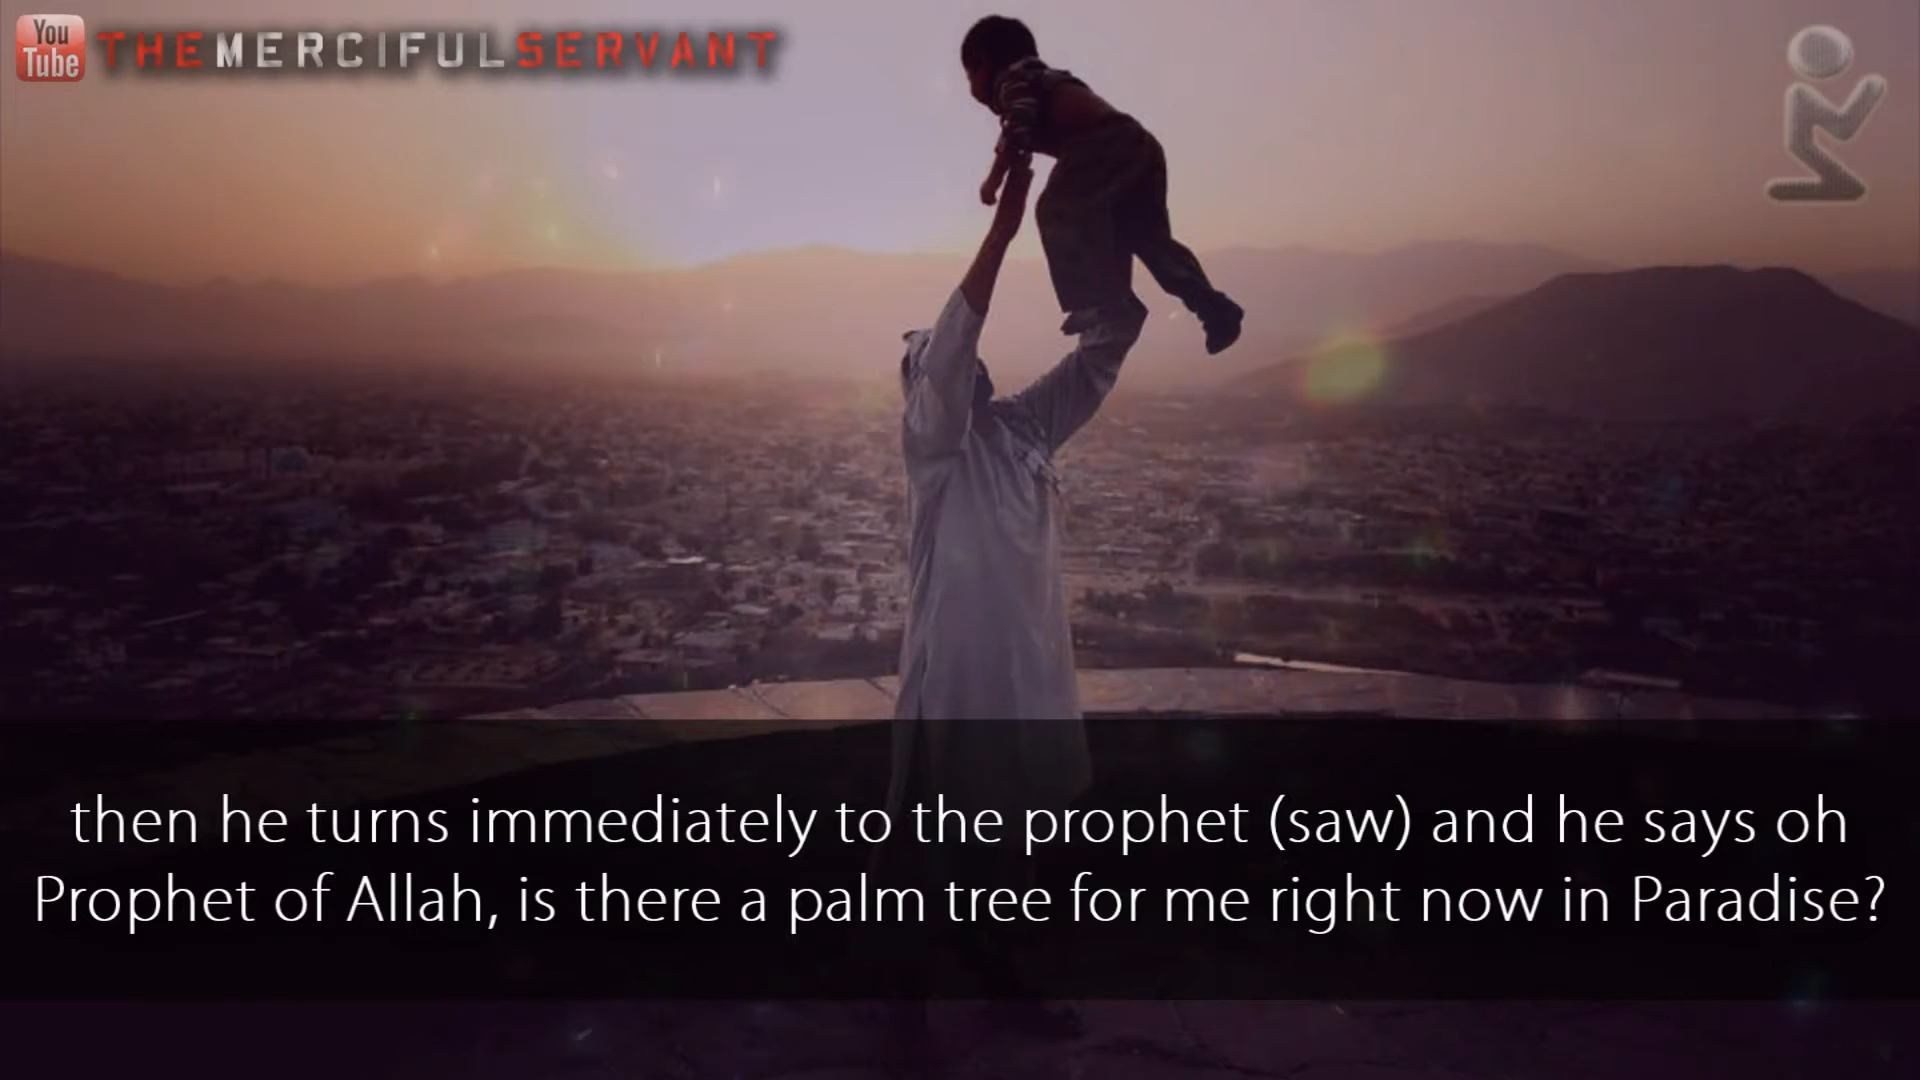 You
Tube
THEMERCIFULSERVANT
then he turns immediately to the prophet (saw) and he says oh
Prophet of Allah, is there a palm tree for me right now in Paradise?